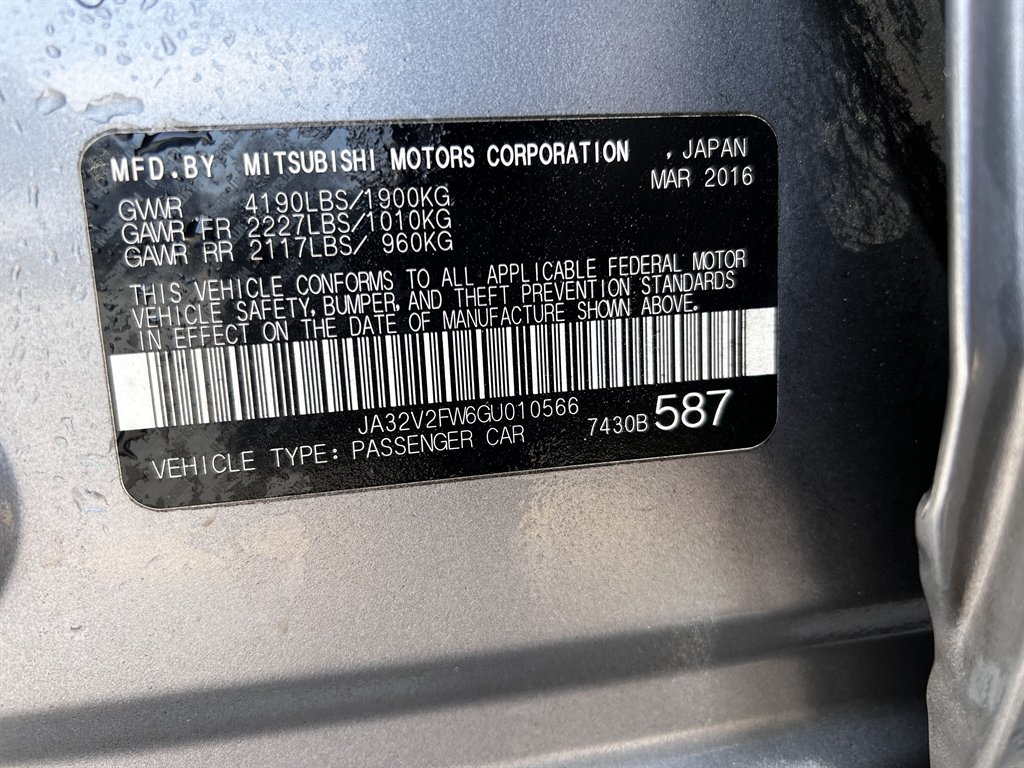 MFD.BY MITSUBISHI MOTORS CORPORATION , JAPAN
MAR 2016
GVWR 4190LBS/1900KG
GAWR FR 2227LBS/1010KG
GAWR RR 2117LBS/ 960KG
THIS VEHICLE CONFORMS TO ALL APPLICABLE FEDERAL MOTOR
VEHICLE SAFETY, BUMPER, AND THEFT PREVENTION STANDARDS
IN EFFECT ON THE DATE OF MANUFACTURE SHOWN ABOVE.
JA32V2FW6GU010566
7430B 587
VEHICLE TYPE: PASSENGER CAR